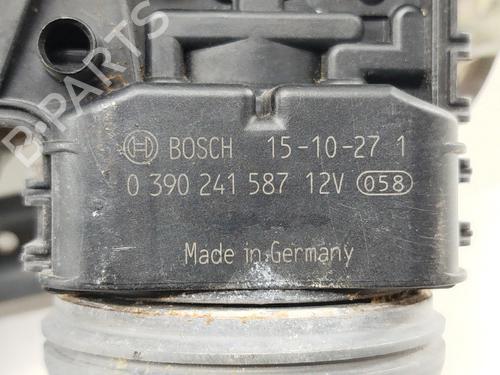 BOSCH 15-10-27 1
0 390 241 587 12V 058
Made in Germany
B-PARTS